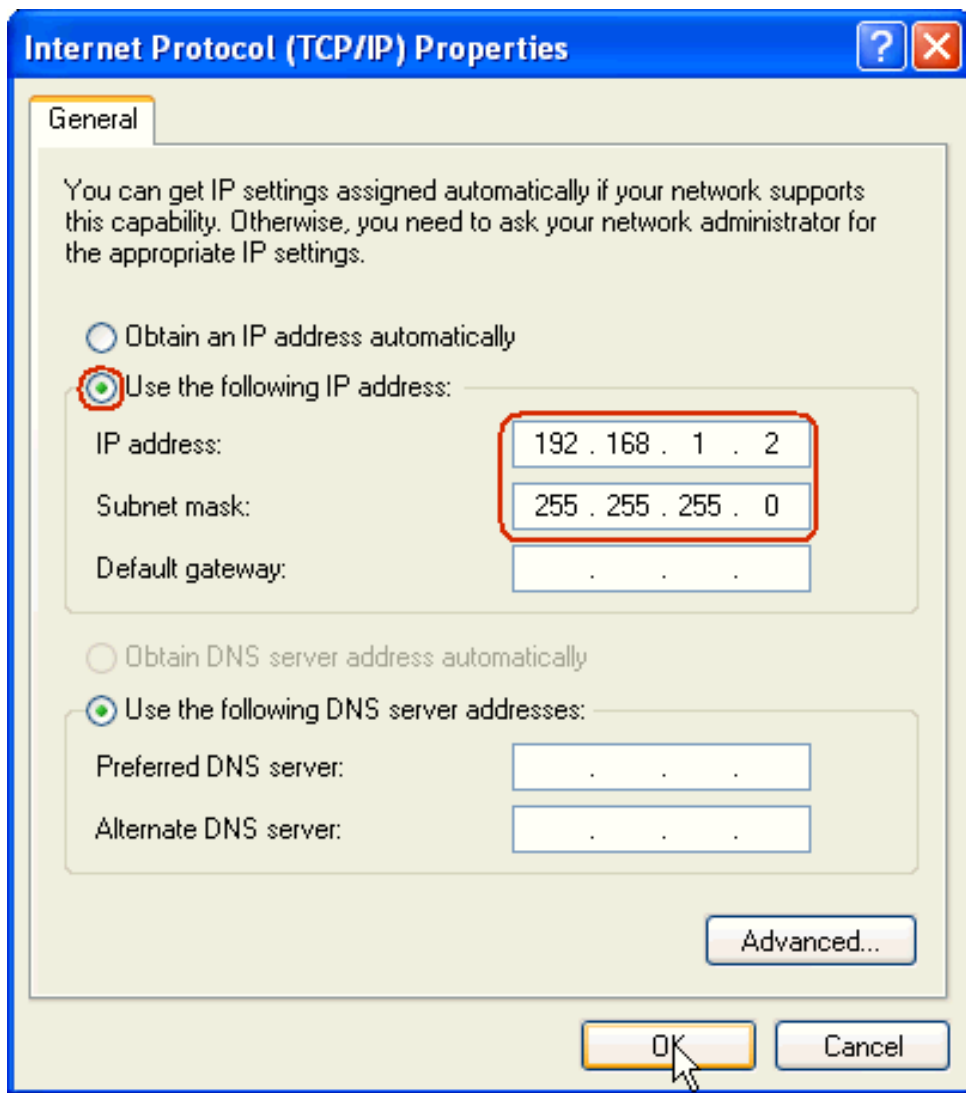 Internet Protocol (TCP/IP) Properties
General
You can get IP settings assigned automatically if your network supports
this capability. Otherwise, you need to ask your network administrator for
the appropriate IP settings.
Obtain an IP address automatically
Use the following IP address:
IP address: 192 . 168 . 1 . 2
Subnet mask: 255 . 255 . 255 . 0
Default gateway: . . .
Obtain DNS server address automatically
Use the following DNS server addresses:
Preferred DNS server: . . .
Alternate DNS server: . . .
Advanced...
OK Cancel